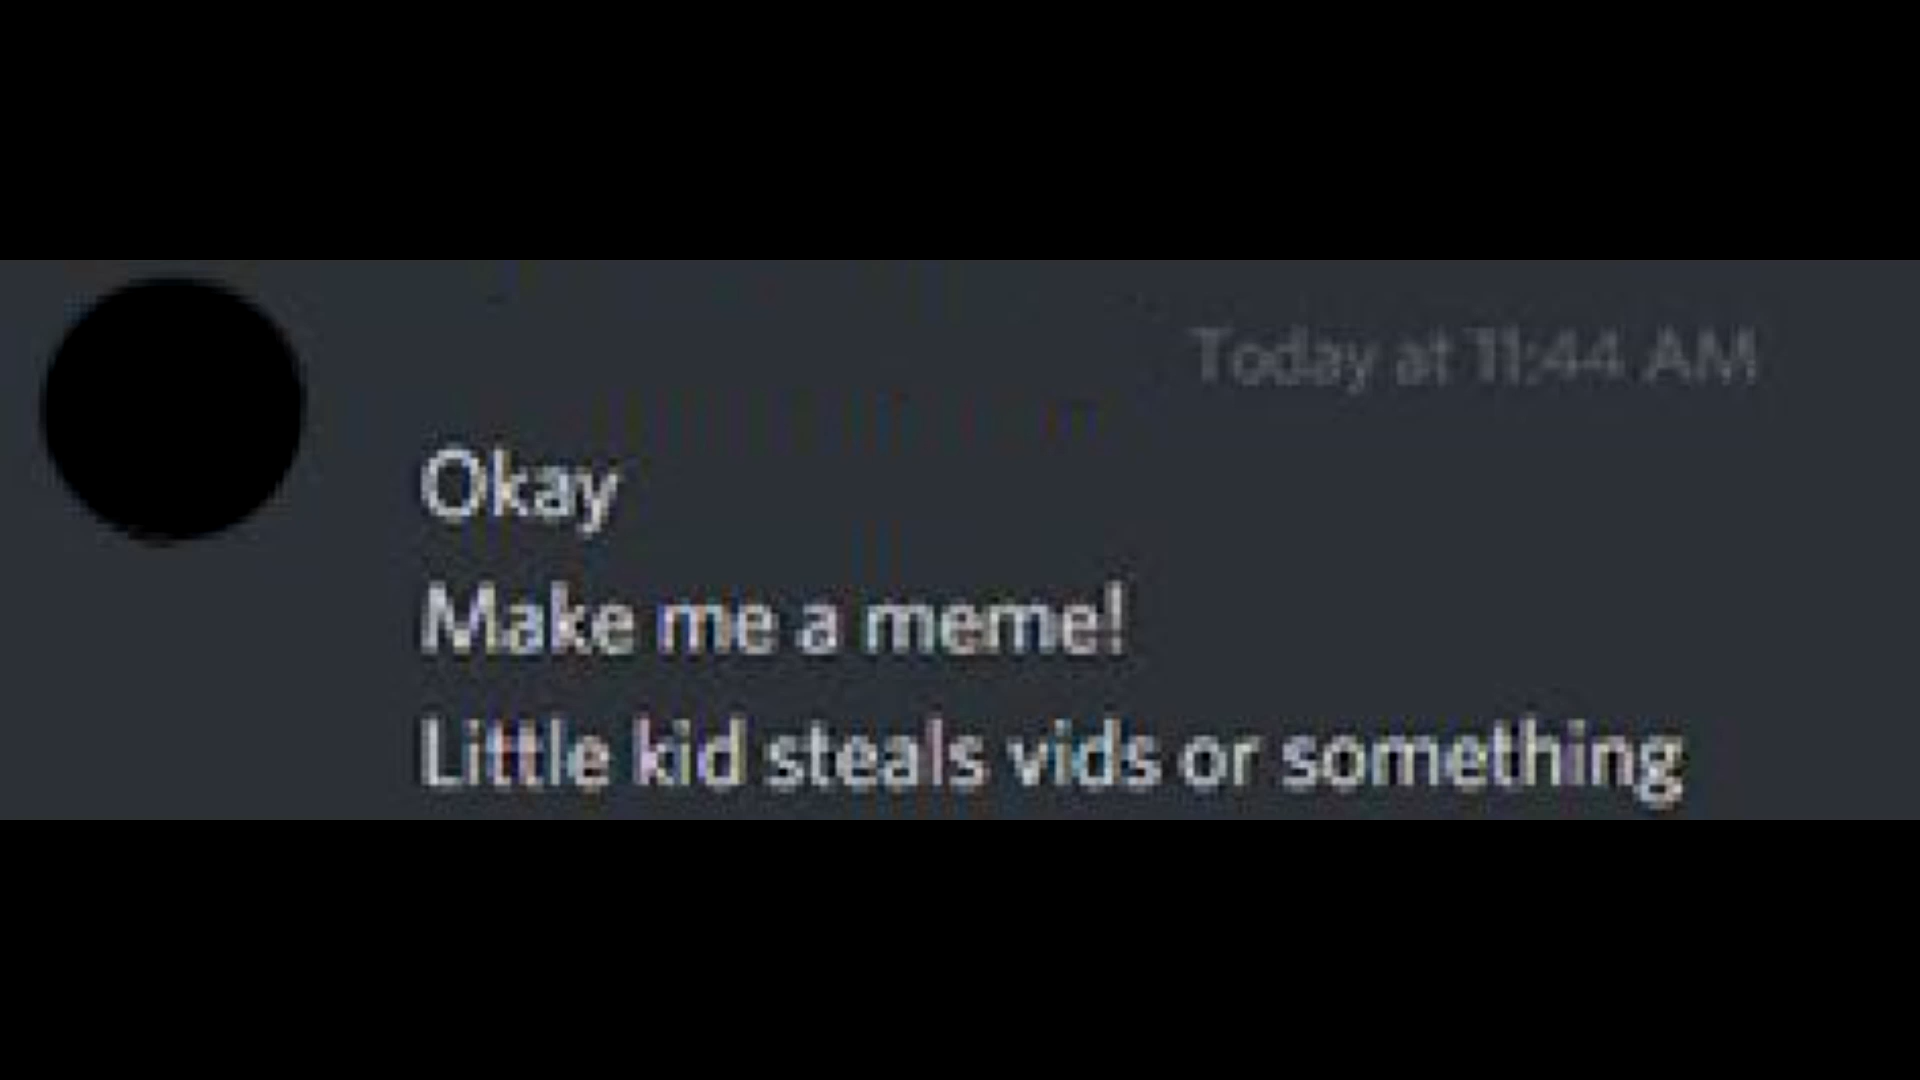 Today at 11:44 AM
Okay
Make me a meme!
Little kid steals vids or something